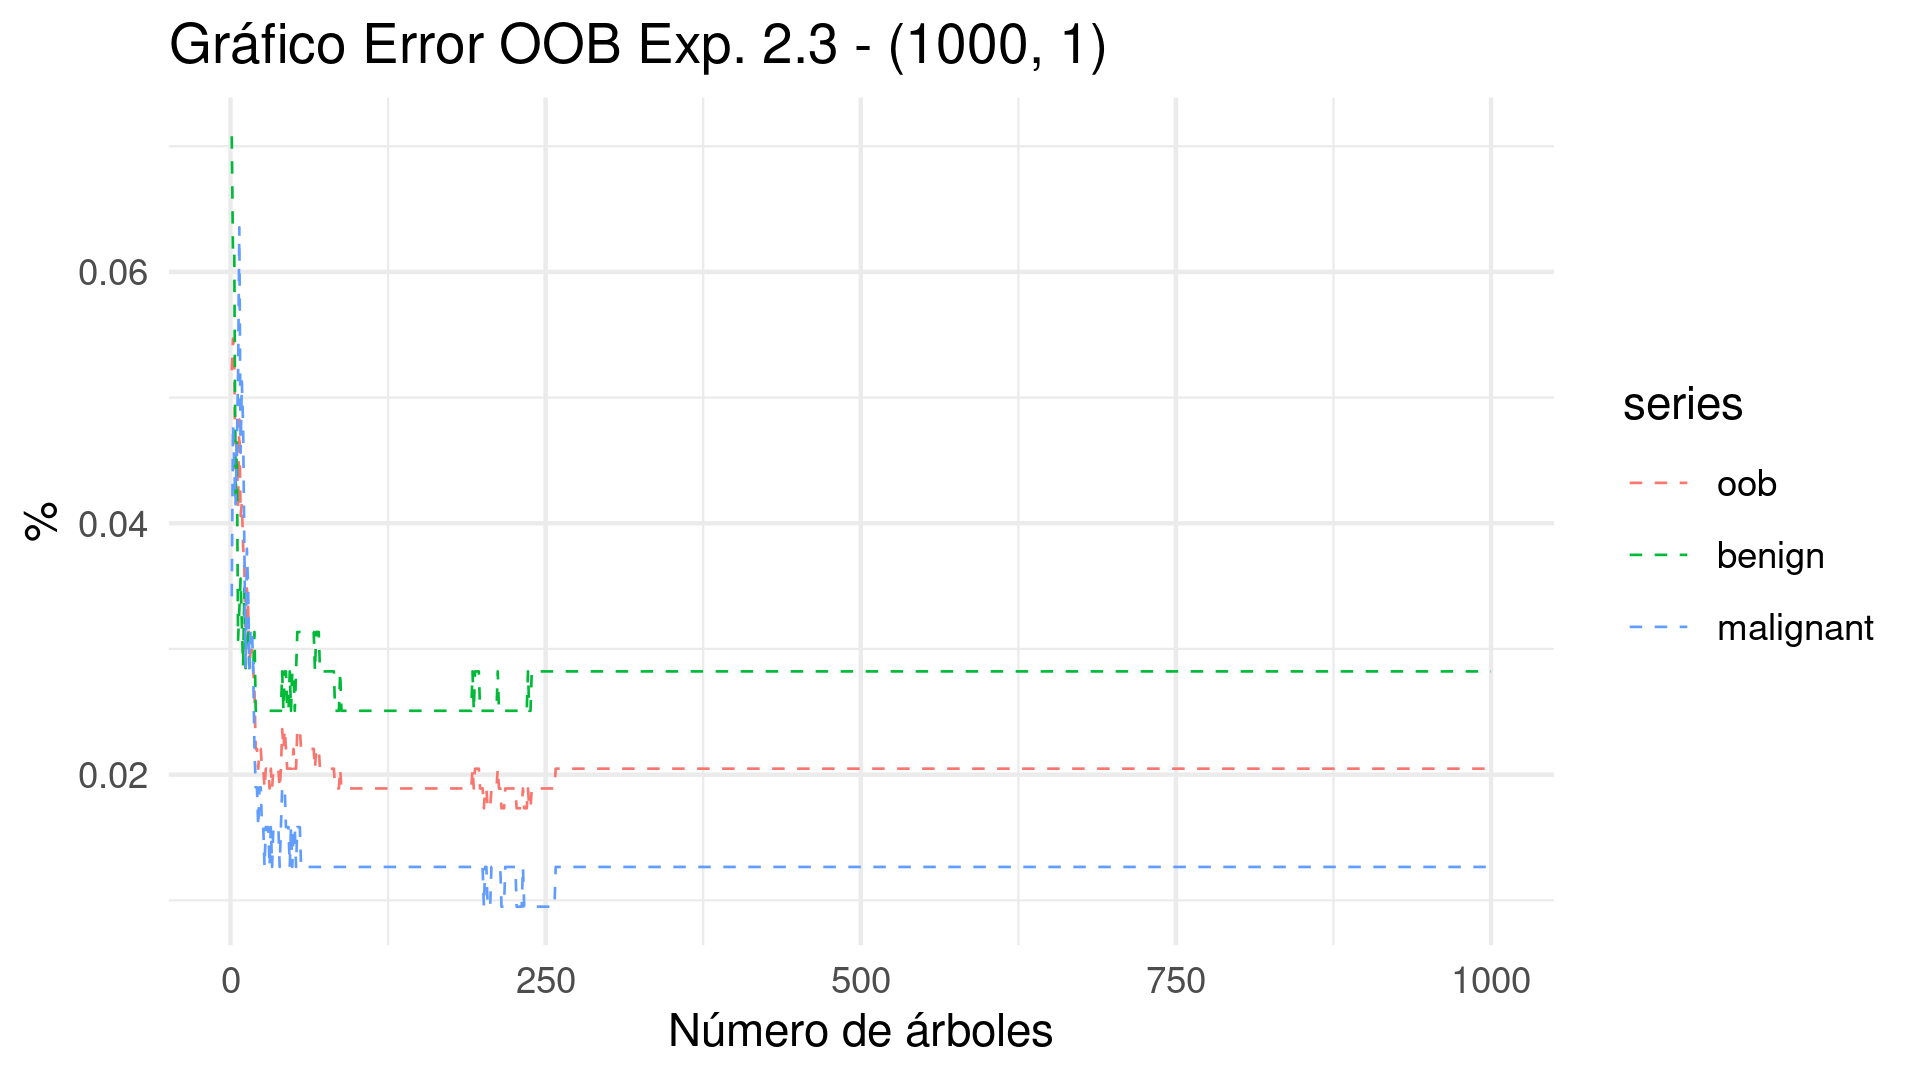 Gráfico Error OOB Exp. 2.3 - (1000, 1)
%
0.06
0.04
0.02
0
250
500
750
1000
Número de árboles
series
oob
benign
malignant